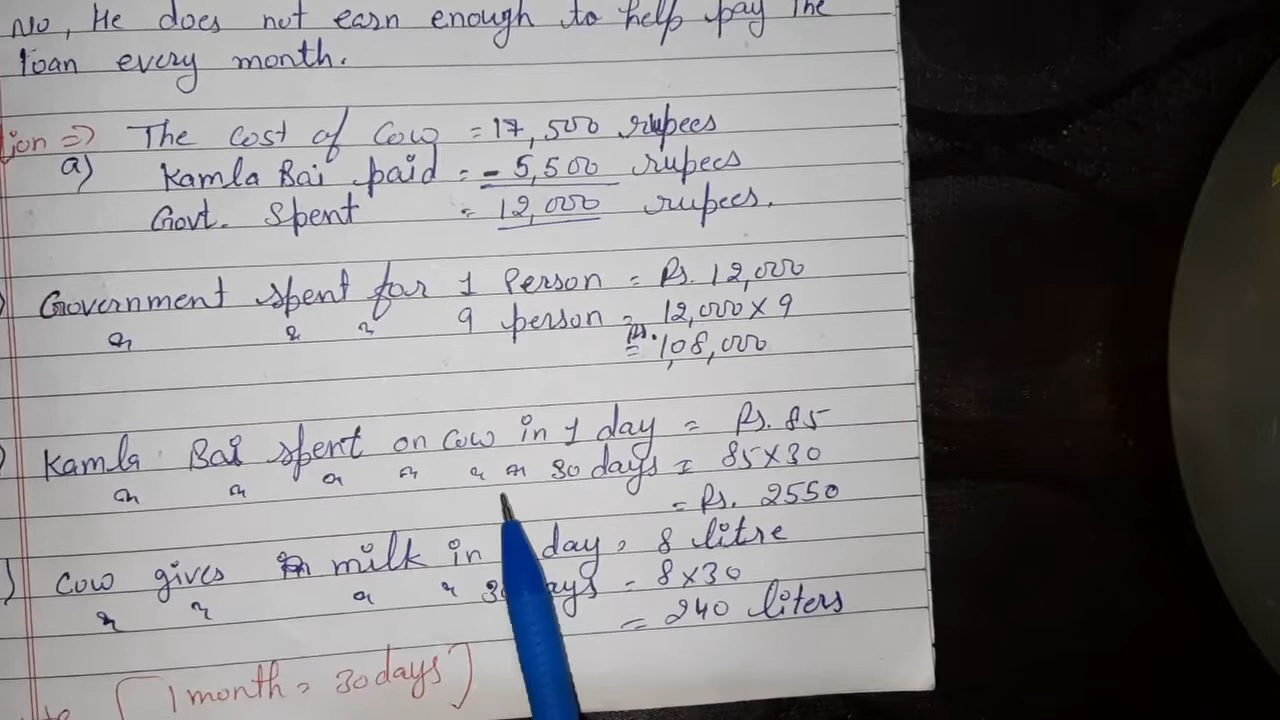 No, He does not earn enough to help pay the
loan every month.
ion => The cost of Cow = 17,500 rupees
a) Kamla Bai paid = - 5,500 rupees
Govt. Spent = 12,000 rupees.
Government spent for 1 Person = Rs. 12,000
" " " 9 person = 12,000 x 9
= Rs. 108,000
) Kamla Bai spent on cow in 1 day = Rs. 85
" " " " " " 30 days = 85 x 30
= Rs. 2550
) Cow gives milk in day = 8 litre
" " " " 30 days = 8 x 30
= 240 liters
[1 month = 30 days]